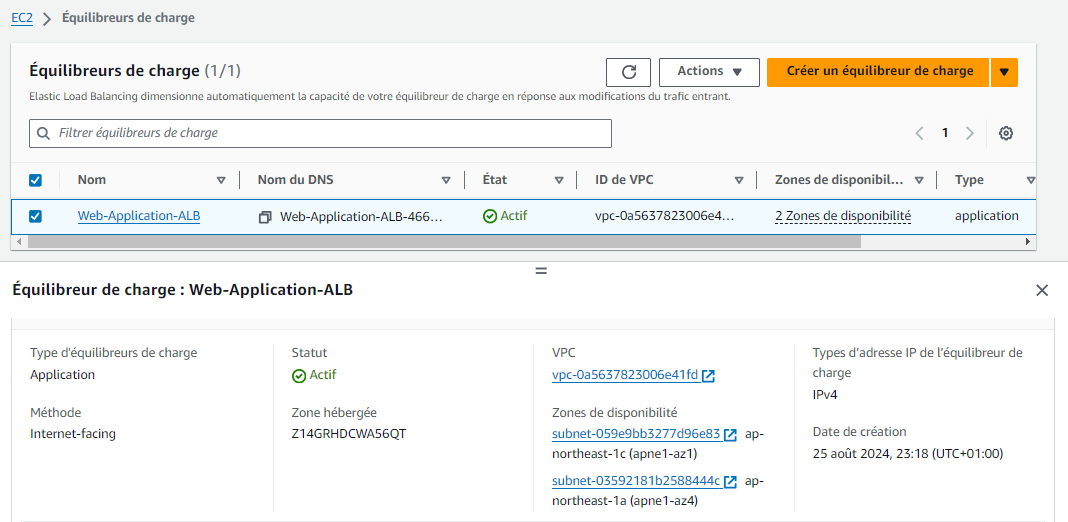 EC2 Équilibreurs de charge
Équilibreurs de charge (1/1)
Actions
Créer un équilibreur de charge
Elastic Load Balancing dimensionne automatiquement la capacité de votre équilibreur de charge en réponse aux modifications du trafic entrant.
Filtrer équilibreurs de charge
1
Nom Nom du DNS État ID de VPC Zones de disponibil... Type
Web-Application-ALB Web-Application-ALB-466... Actif vpc-0a5637823006e4... 2 Zones de disponibilité application
Équilibreur de charge : Web-Application-ALB
Type d'équilibreurs de charge
Application
Méthode
Internet-facing
Statut
Actif
Zone hébergée
Z14GRHDCWA56QT
VPC
vpc-0a5637823006e41fd
Zones de disponibilité
subnet-059e9bb3277d96e83 ap-
northeast-1c (apne1-az1)
subnet-03592181b2588444c ap-
northeast-1a (apne1-az4)
Types d’adresse IP de l’équilibreur de
charge
IPv4
Date de création
25 août 2024, 23:18 (UTC+01:00)